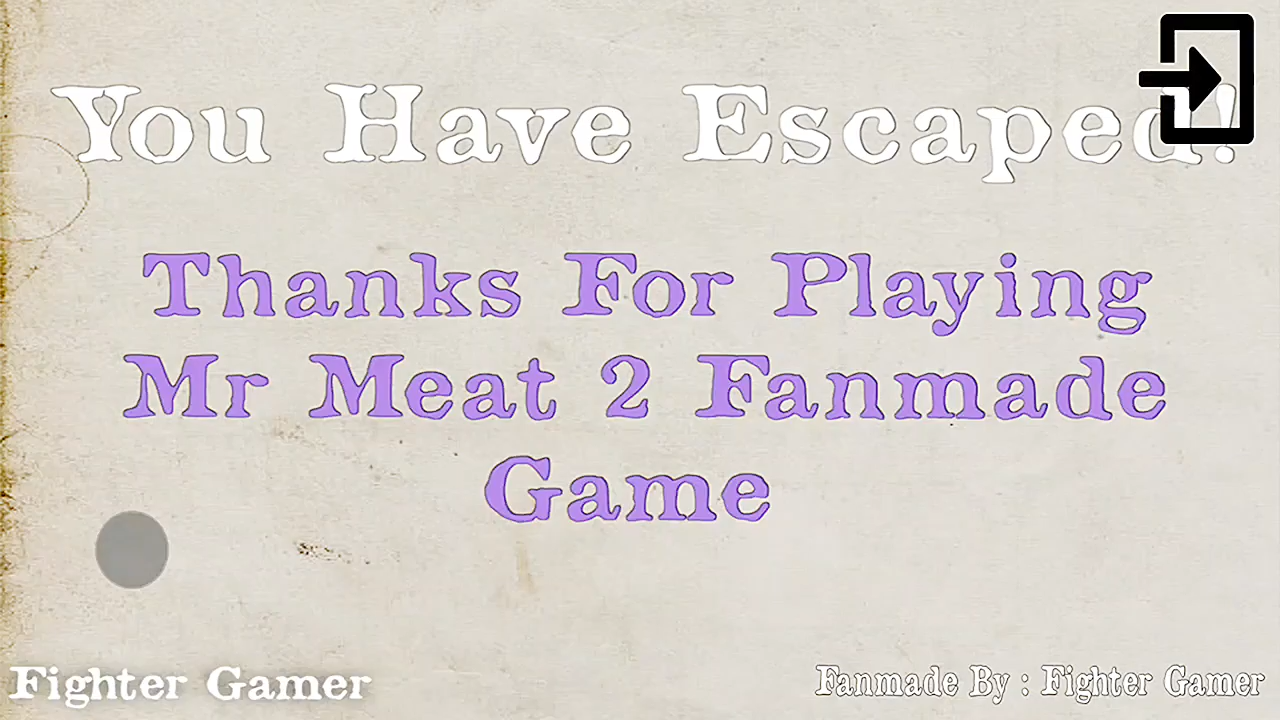 You Have Escaped!
Thanks For Playing
Mr Meat 2 Fanmade
Game
Fighter Gamer
Fanmade By : Fighter Gamer